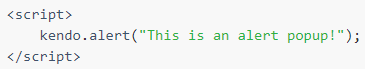 <script>
    kendo.alert("This is an alert popup!");
</script>